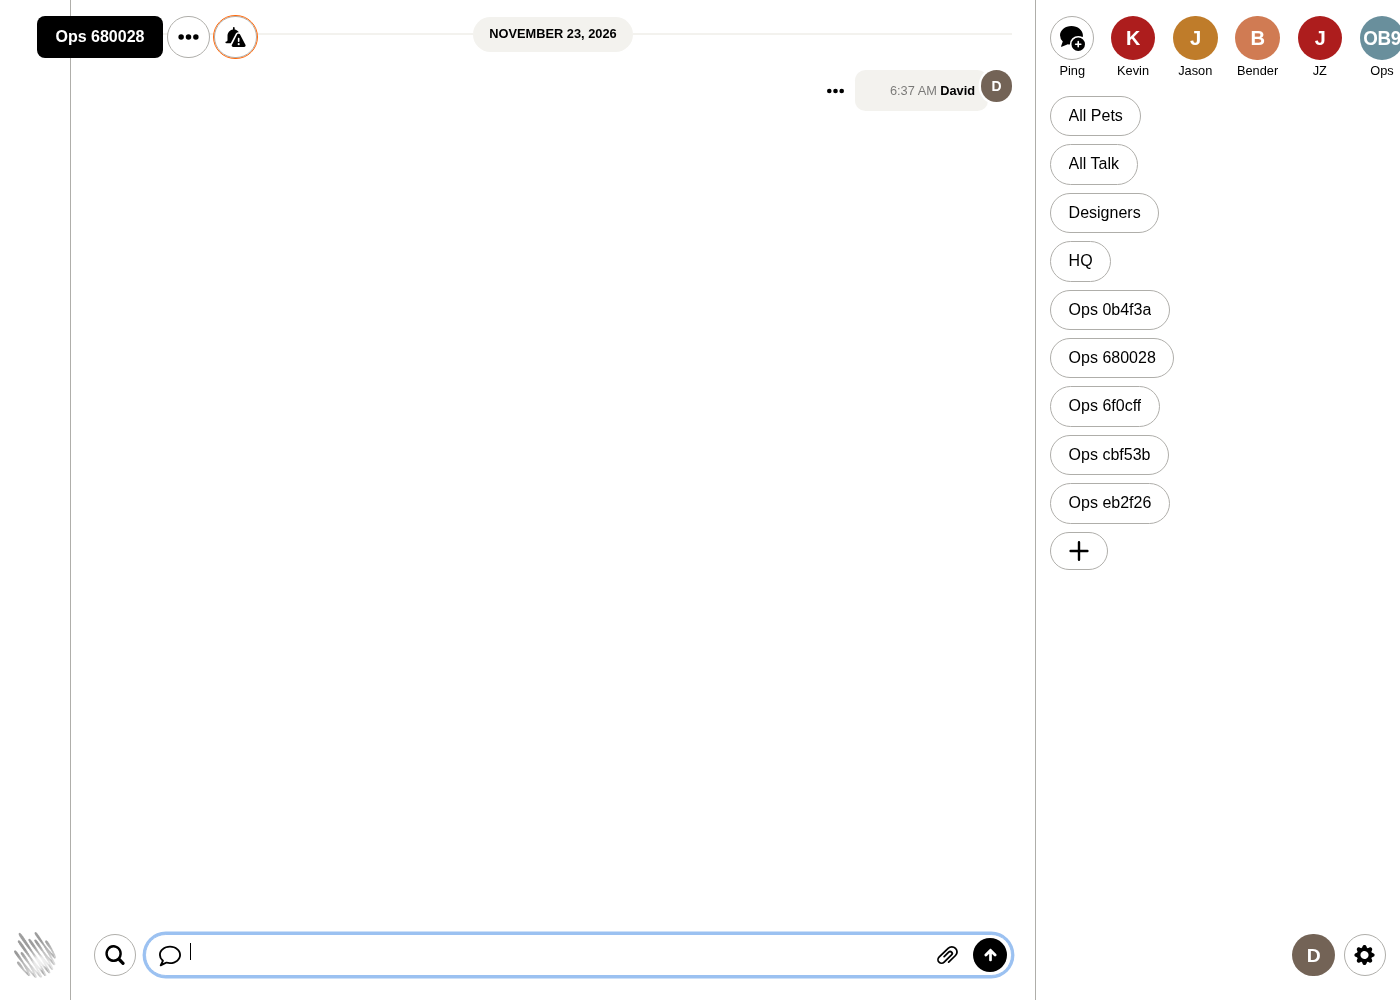 Ops 680028
NOVEMBER 23, 2026
6:37 AM David
D
K
J
B
J
OB9
Ping
Kevin
Jason
Bender
JZ
Ops
All Pets
All Talk
Designers
HQ
Ops 0b4f3a
Ops 680028
Ops 6f0cff
Ops cbf53b
Ops eb2f26
D